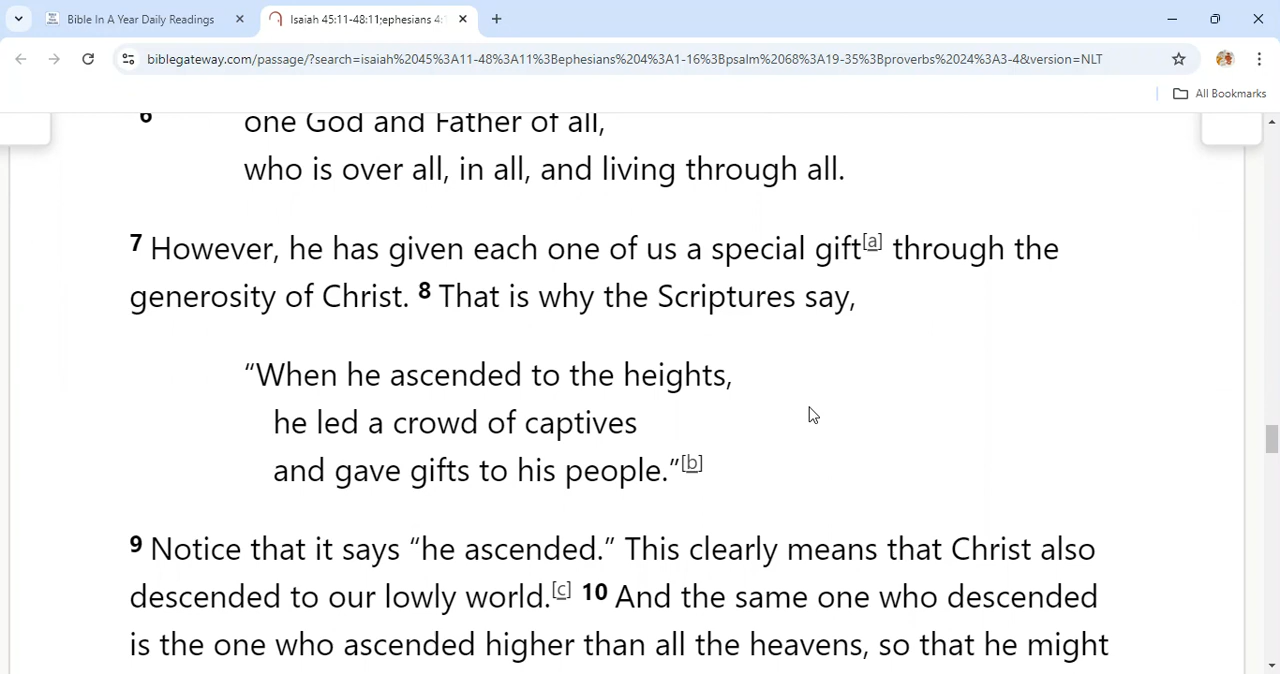 Bible In A Year Daily Readings
Isaiah 45:11-48:11;ephesians 4:
biblegateway.com/passage/?search=isaiah%2045%3A11-48%3A11%3Bephesians%204%3A1-16%3Bpsalm%2068%3A19-35%3Bproverbs%2024%3A3-4&version=NLT
All Bookmarks
6 one God and Father of all,
who is over all, in all, and living through all.
7 However, he has given each one of us a special gift[a] through the
generosity of Christ. 8 That is why the Scriptures say,
“When he ascended to the heights,
he led a crowd of captives
and gave gifts to his people.”[b]
9 Notice that it says “he ascended.” This clearly means that Christ also
descended to our lowly world.[c] 10 And the same one who descended
is the one who ascended higher than all the heavens, so that he might